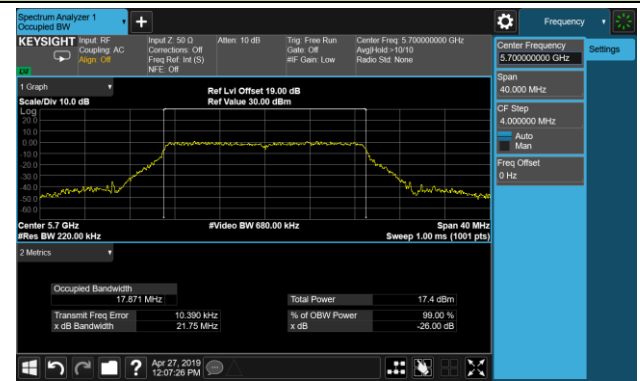 Spectrum Analyzer 1
Occupied BW
+
Frequency
KEYSIGHT
Input: RF
Coupling: AC
Align: Off
Input Z: 50 Ω
Corrections: Off
Freq Ref: Int (S)
NFE: Off
Atten: 10 dB
Trig: Free Run
Gate: Off
#IF Gain: Low
Center Freq: 5.700000000 GHz
Avg|Hold:>10/10
Radio Std: None
Center Frequency
5.700000000 GHz
Settings
Span
40.000 MHz
CF Step
4.000000 MHz
Auto
Man
Freq Offset
0 Hz
1 Graph
Scale/Div 10.0 dB
Ref Lvl Offset 19.00 dB
Ref Value 30.00 dBm
Log
20.0
10.0
0.00
-10.0
-20.0
-30.0
-40.0
-50.0
-60.0
Center 5.7 GHz
#Res BW 220.00 kHz
#Video BW 680.00 kHz
Span 40 MHz
Sweep 1.00 ms (1001 pts)
2 Metrics
Occupied Bandwidth
17.871 MHz
Total Power 17.4 dBm
Transmit Freq Error 10.390 kHz
% of OBW Power 99.00 %
x dB Bandwidth 21.75 MHz
x dB -26.00 dB
?
Apr 27, 2019
12:07:26 PM